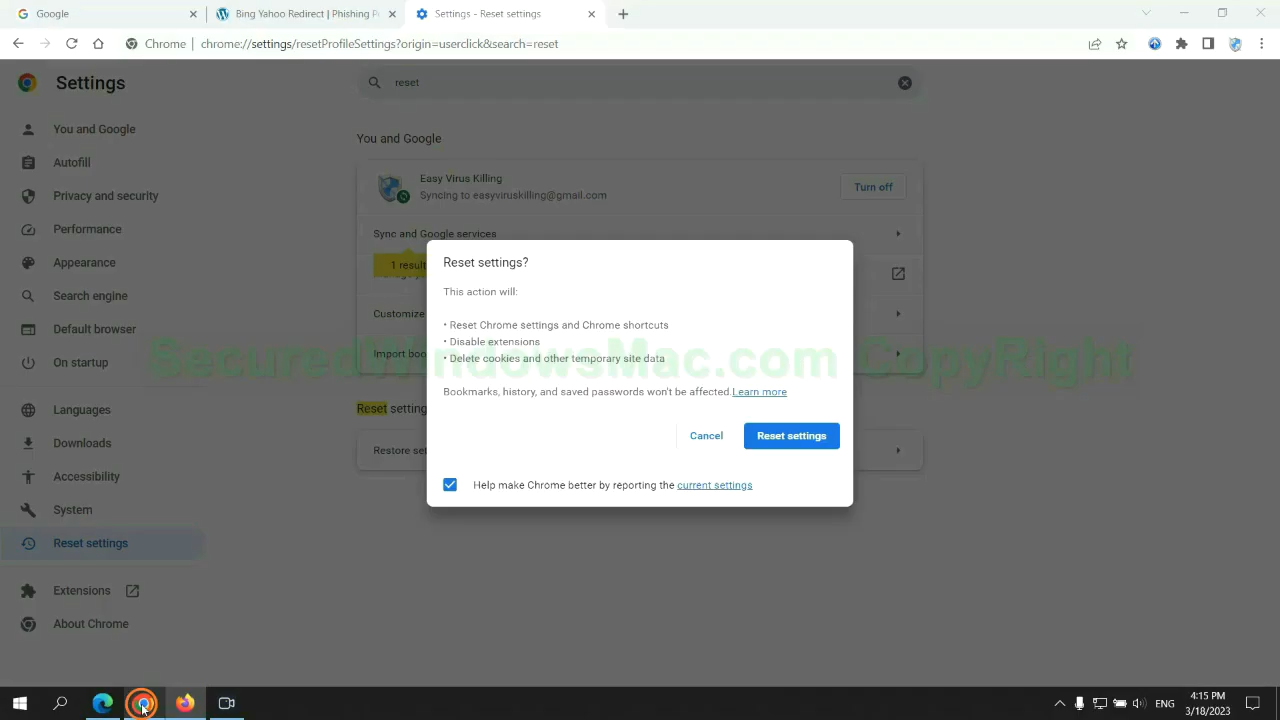 Google
Bing Yahoo Redirect | Phishing P
Settings - Reset settings
Chrome | chrome://settings/resetProfileSettings?origin=userclick&search=reset
Settings
reset
You and Google
Autofill
Privacy and security
Performance
Appearance
Search engine
Default browser
On startup
Languages
Downloads
Accessibility
System
Reset settings
Extensions
About Chrome
You and Google
Easy Virus Killing
Syncing to easyviruskilling@gmail.com
Turn off
Sync and Google services
1 result
Customize
Import boo
Reset setting
Restore set
Reset settings?
This action will:
• Reset Chrome settings and Chrome shortcuts
• Disable extensions
• Delete cookies and other temporary site data
Bookmarks, history, and saved passwords won't be affected. Learn more
Cancel
Reset settings
Help make Chrome better by reporting the current settings
SecuredWindowsMac.com CopyRight
ENG
4:15 PM
3/18/2023